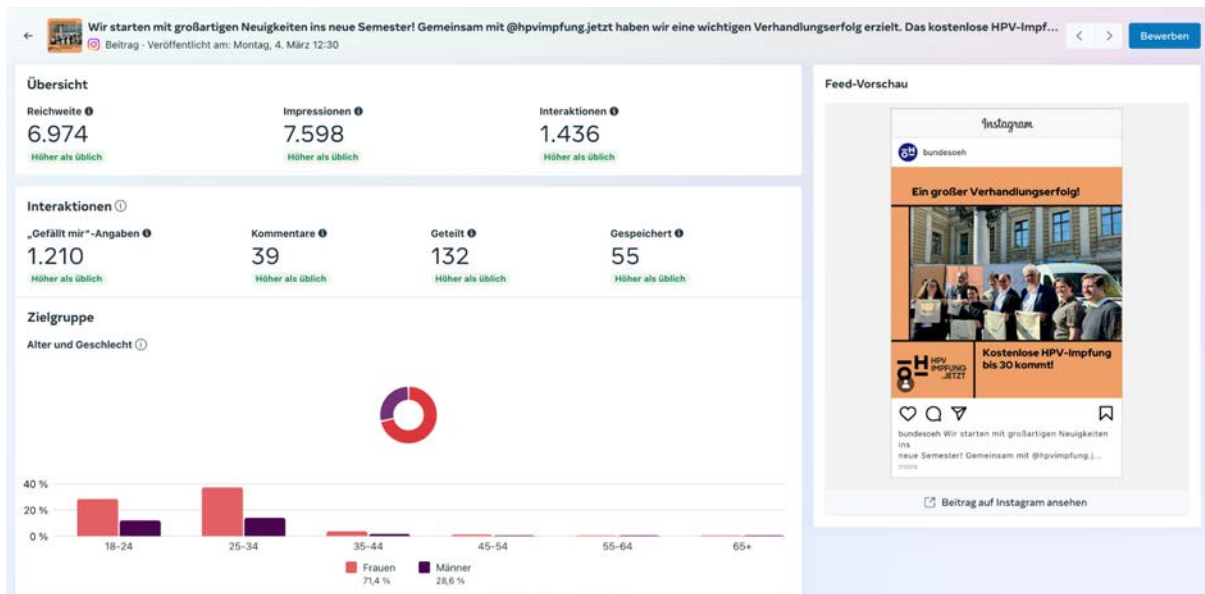 Wir starten mit großartigen Neuigkeiten ins neue Semester! Gemeinsam mit @hpvimpfung.jetzt haben wir eine wichtigen Verhandlungserfolg erzielt. Das kostenlose HPV-Impf...
Beitrag · Veröffentlicht am: Montag, 4. März 12:30
Bewerben
Übersicht
Reichweite
Impressionen
Interaktionen
6.974
7.598
1.436
Höher als üblich
Höher als üblich
Höher als üblich
Interaktionen
„Gefällt mir“-Angaben
Kommentare
Geteilt
Gespeichert
1.210
39
132
55
Höher als üblich
Höher als üblich
Höher als üblich
Höher als üblich
Zielgruppe
Alter und Geschlecht
40 %
20 %
0 %
18-24
25-34
35-44
45-54
55-64
65+
Frauen
71,4 %
Männer
28,6 %
Feed-Vorschau
Instagram
bundesoeh
Ein großer Verhandlungserfolg!
HPV
IMPFUNG
.JETZT
Kostenlose HPV-Impfung
bis 30 kommt!
bundesoeh Wir starten mit großartigen Neuigkeiten
ins
neue Semester! Gemeinsam mit @hpvimpfung.j...
more
Beitrag auf Instagram ansehen